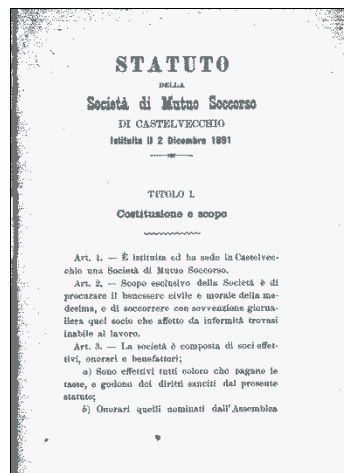 STATUTO
DELLA
Società di Mutuo Soccorso
DI CASTELVECCHIO
Istituita il 2 Dicembre 1891
TITOLO I.
Costituzione e scopo
Art. 1. — È istituita ed ha sede in Castelvec-
chio una Società di Mutuo Soccorso.
Art. 2. — Scopo esclusivo della Società è di
procurare il benessere civile e morale della me-
desima, e di soccorrere con sovvenzione giorna-
liera quel socio che affetto da infermità trovasi
inabile al lavoro.
Art. 3. — La società è composta di soci effet-
tivi, onorari e benefattori;
a) Sono effettivi tutti coloro che pagano le
tasse, e godono dei diritti sanciti dal presente
statuto;
b) Onorari quelli nominati dall'Assemblea